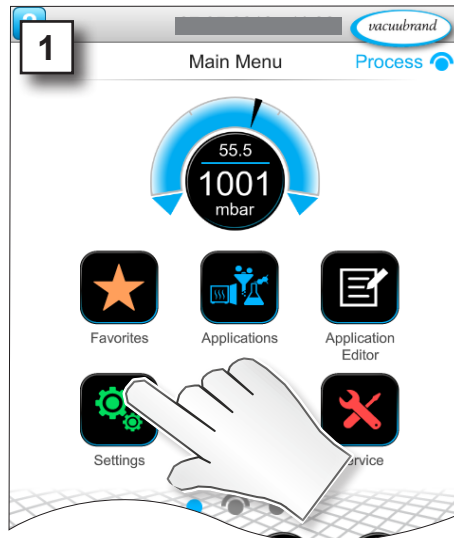 1
vacuubrand
Main Menu
Process
55.5
1001
mbar
Favorites
Applications
Application
Editor
Settings